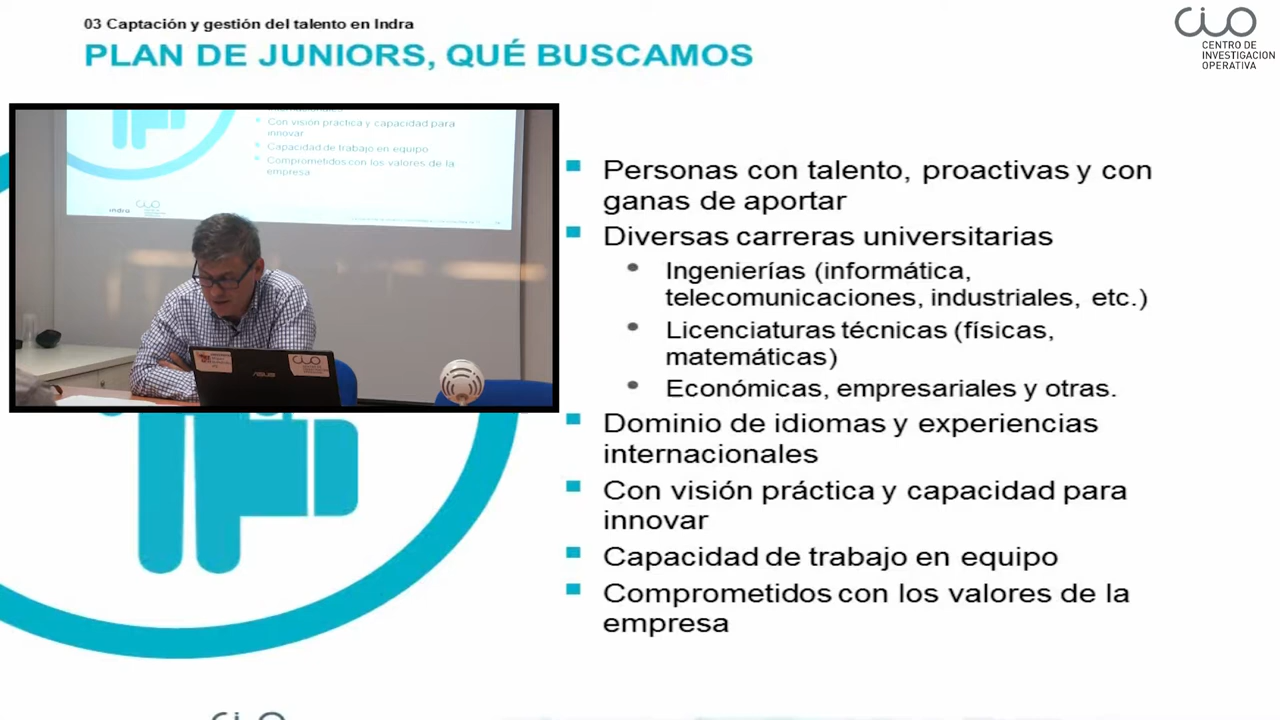 03 Captación y gestión del talento en Indra
PLAN DE JUNIORS, QUÉ BUSCAMOS
CIO
CENTRO DE
INVESTIGACION
OPERATIVA
Con visión práctica y capacidad para
innovar
Capacidad de trabajo en equipo
Comprometidos con los valores de la
empresa
indra
ASUS
CIO
Personas con talento, proactivas y con
ganas de aportar
Diversas carreras universitarias
Ingenierías (informática,
telecomunicaciones, industriales, etc.)
Licenciaturas técnicas (físicas,
matemáticas)
Económicas, empresariales y otras.
Dominio de idiomas y experiencias
internacionales
Con visión práctica y capacidad para
innovar
Capacidad de trabajo en equipo
Comprometidos con los valores de la
empresa